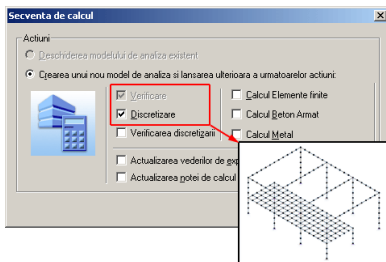 Secventa de calcul
Actiuni
Deschiderea modelului de analiza existent
Crearea unui nou model de analiza si lansarea ulterioara a urmatoarelor actiuni:
Verificare
Calcul Elemente finite
Discretizare
Calcul Beton Armat
Verificarea discretizarii
Calcul Metal
Actualizarea vederilor de exp
Actualizarea notei de calcul